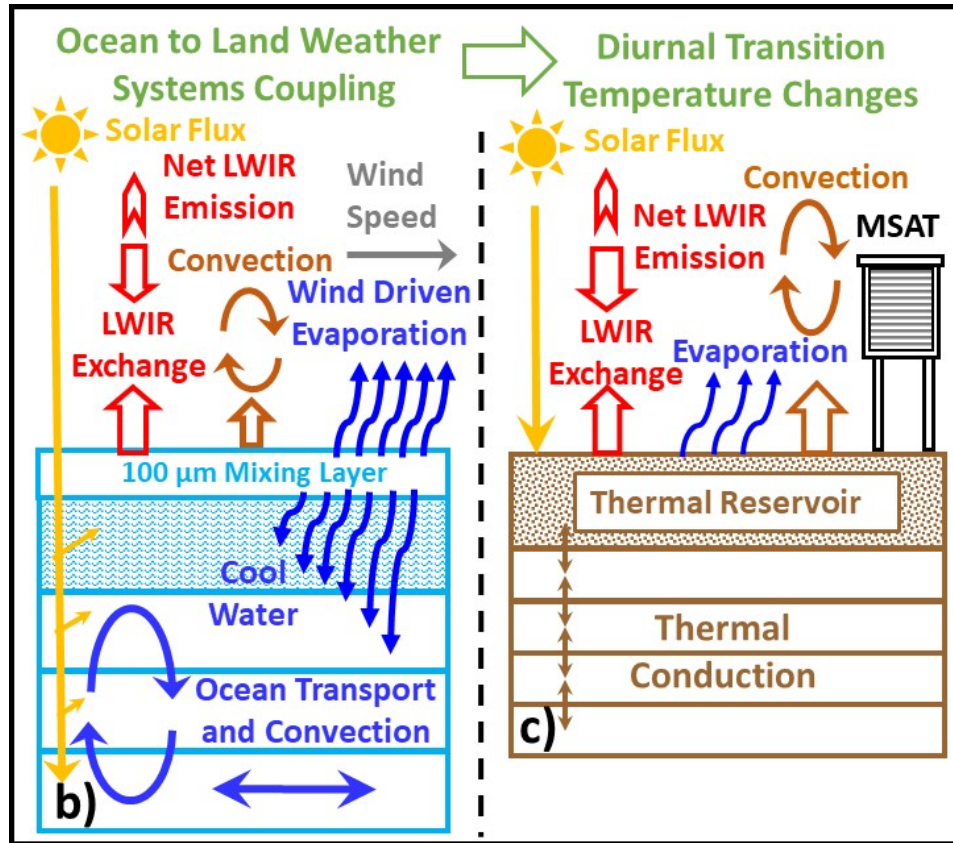 Ocean to Land Weather
Systems Coupling
Solar Flux
Net LWIR
Emission
Wind
Speed
Convection
Wind Driven
Evaporation
LWIR
Exchange
100 µm Mixing Layer
Cool
Water
Ocean Transport
and Convection
b)
Diurnal Transition
Temperature Changes
Solar Flux
Convection
Net LWIR
Emission
MSAT
LWIR
Exchange
Evaporation
Thermal Reservoir
Thermal
Conduction
c)